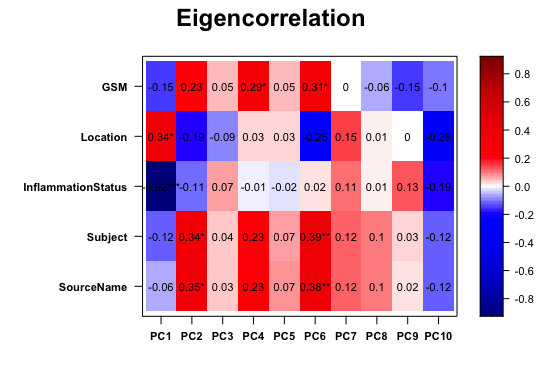 Eigencorrelation
GSM -0.15 0.23 0.05 0.29* 0.05 0.31* 0 -0.06 -0.15 -0.1
Location 0.34* -0.19 -0.09 0.03 0.03 -0.25 0.15 0.01 0 -0.28
InflammationStatus -0.11 0.07 -0.01 -0.02 0.02 0.11 0.01 0.13 -0.19
Subject -0.12 0.34* 0.04 0.23 0.07 0.39** 0.12 0.1 0.03 -0.12
SourceName -0.06 0.35* 0.03 0.23 0.07 0.38** 0.12 0.1 0.02 -0.12
PC1 PC2 PC3 PC4 PC5 PC6 PC7 PC8 PC9 PC10
0.8
0.6
0.4
0.2
0.0
-0.2
-0.4
-0.6
-0.8